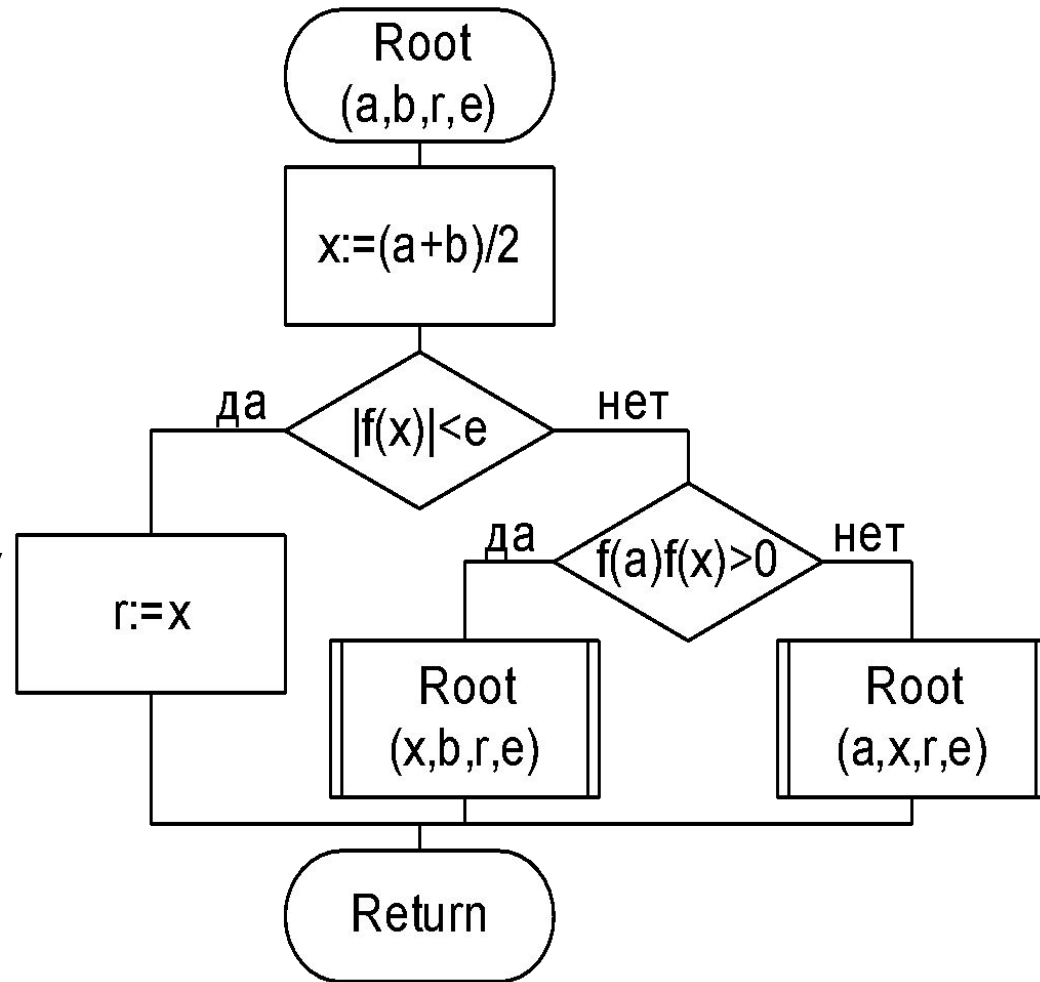 Root
(a,b,r,e)
x:=(a+b)/2
да
|f(x)|<e
нет
r:=x
да
f(a)f(x)>0
нет
Root
(x,b,r,e)
Root
(a,x,r,e)
Return